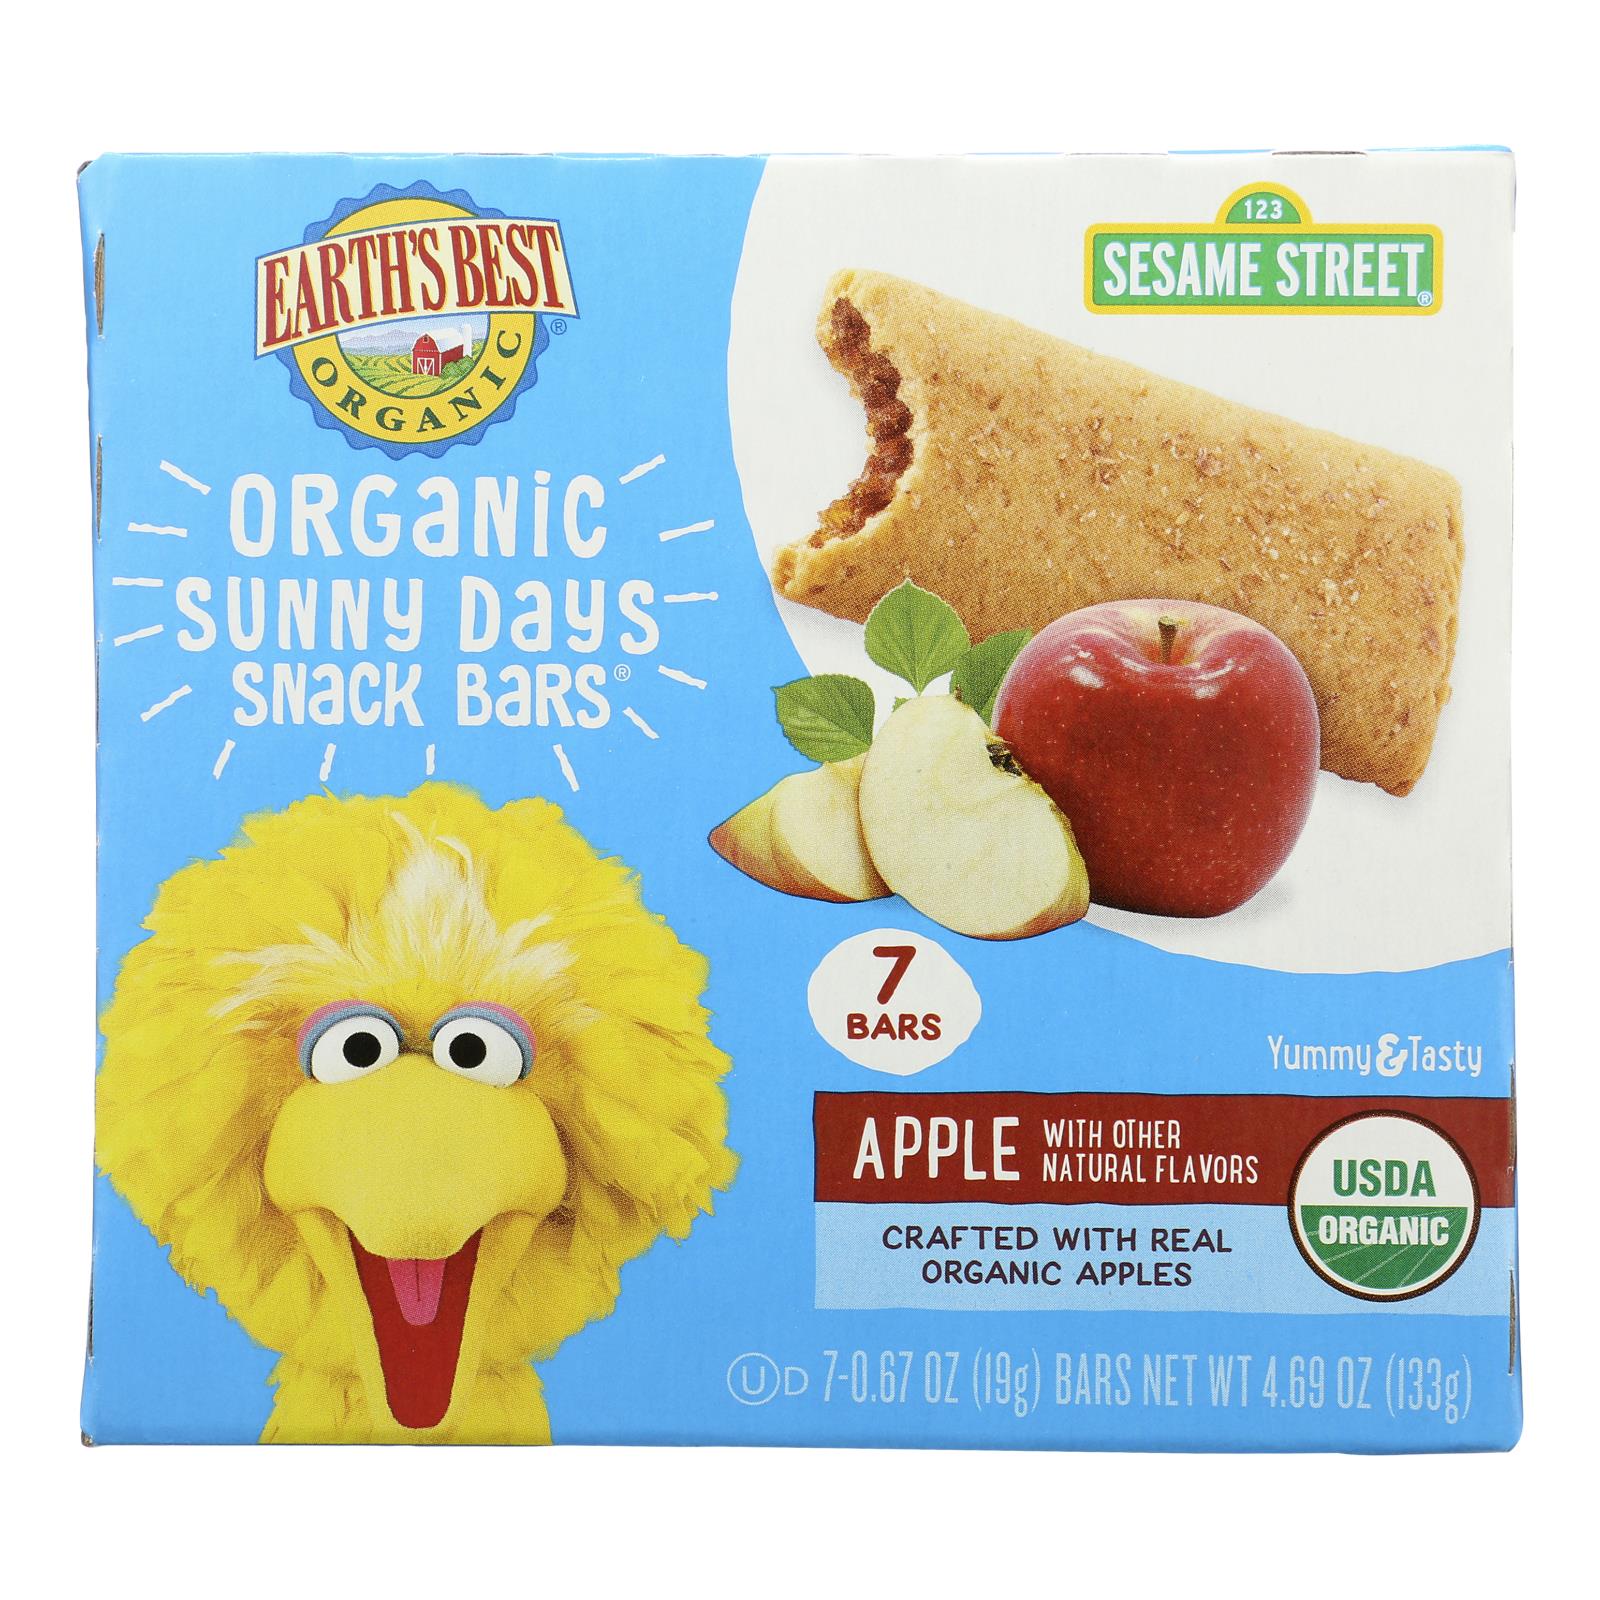 EARTH'S BEST®
ORGANIC
123
SESAME STREET®
ORGANIC
SUNNY DAYS
SNACK BARS®
7
BARS
Yummy & Tasty
APPLE WITH OTHER
NATURAL FLAVORS
USDA
ORGANIC
CRAFTED WITH REAL
ORGANIC APPLES
Ⓤ D 7-0.67 OZ (19g) BARS NET WT 4.69 OZ (133g)